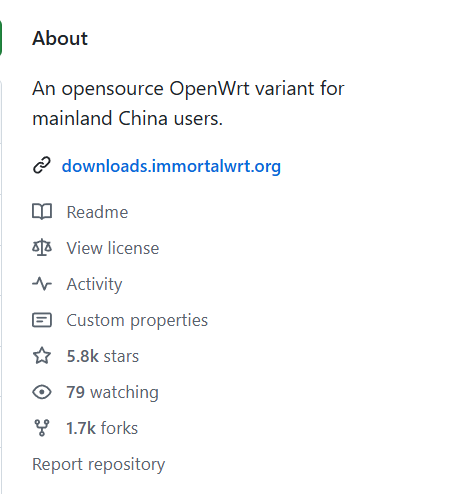 About
An opensource OpenWrt variant for
mainland China users.
downloads.immortalwrt.org
Readme
View license
Activity
Custom properties
5.8k stars
79 watching
1.7k forks
Report repository